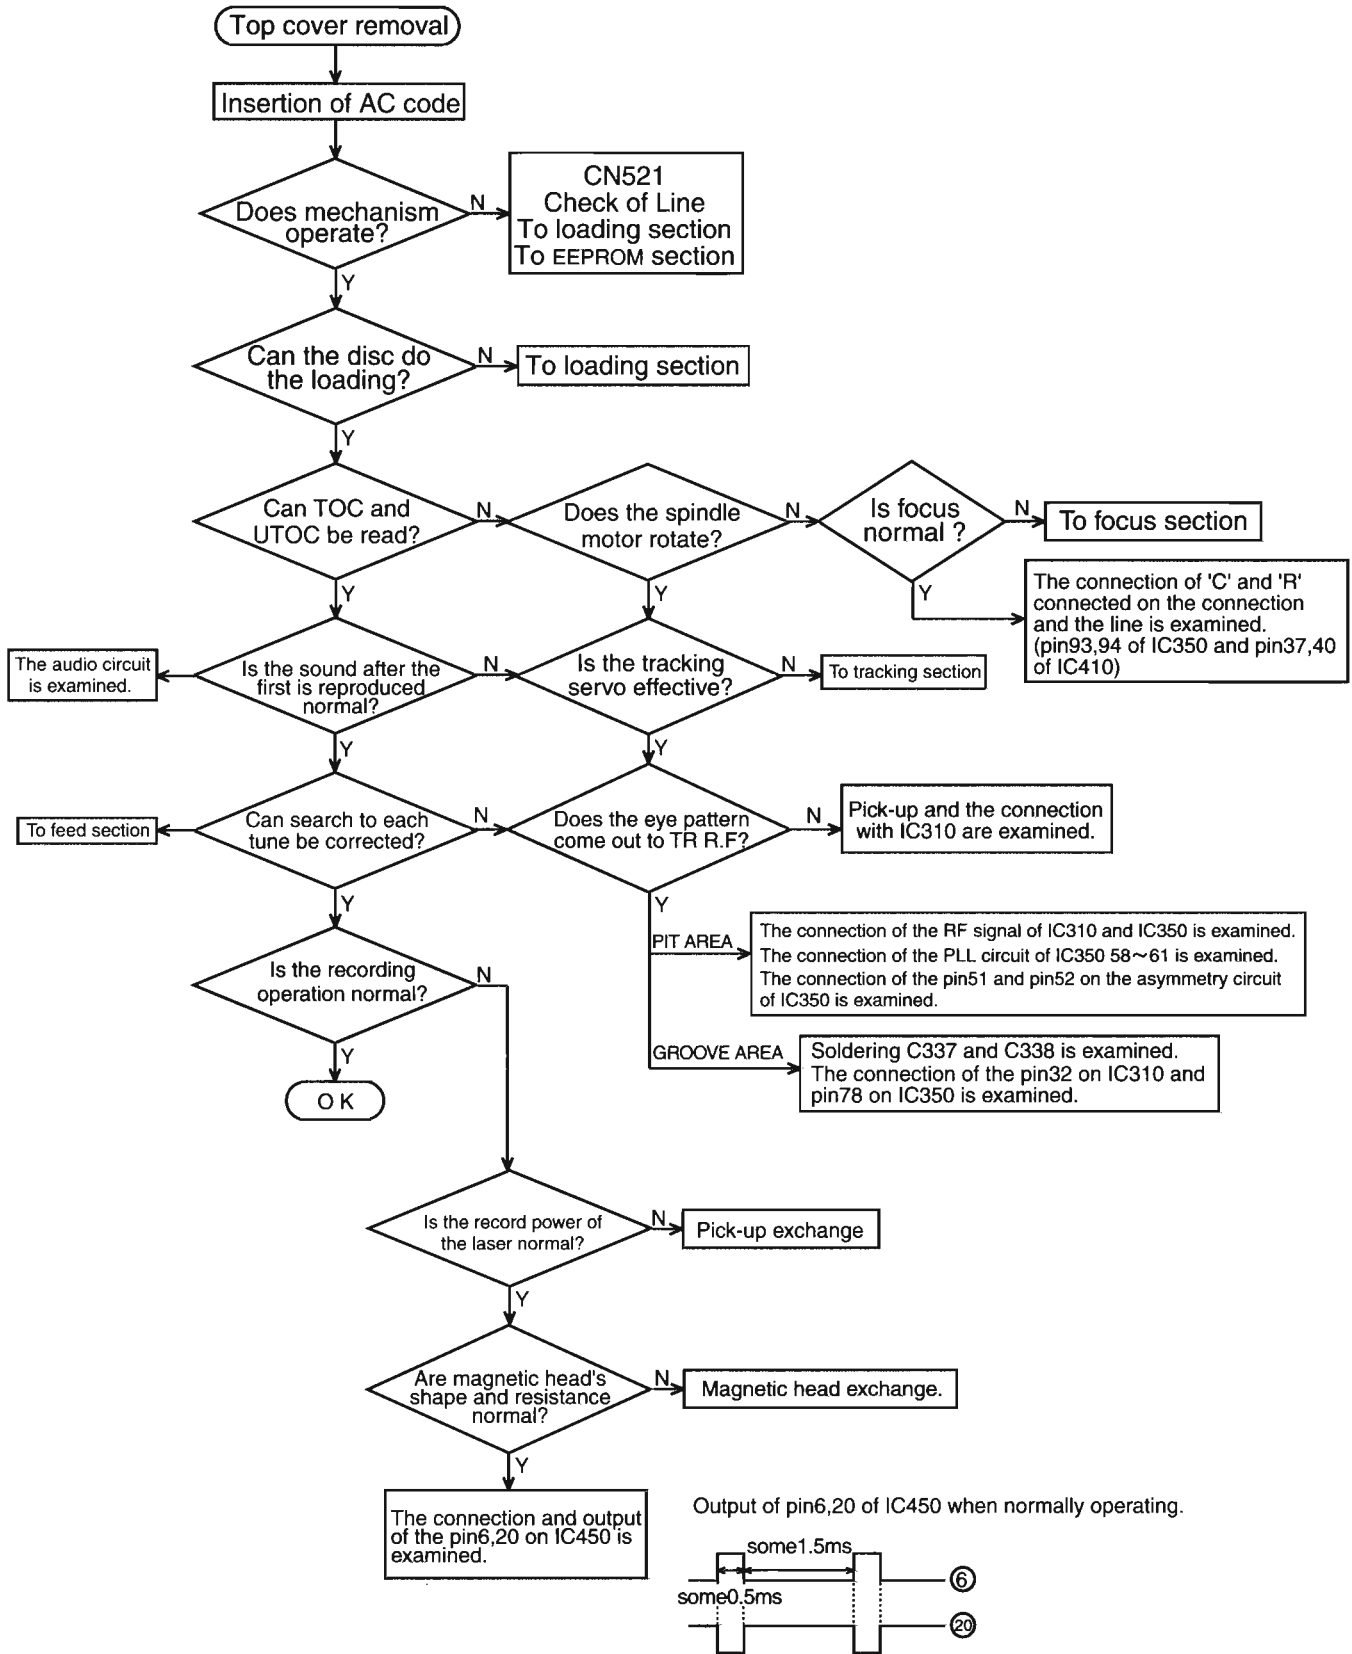 Top cover removal
Insertion of AC code
Does mechanism
operate?
N
CN521
Check of Line
To loading section
To EEPROM section
Y
Can the disc do
the loading?
N
To loading section
Y
Can TOC and
UTOC be read?
N
Does the spindle
motor rotate?
N
Is focus
normal ?
N
To focus section
Y
Y
Y
The connection of 'C' and 'R'
connected on the connection
and the line is examined.
(pin93,94 of IC350 and pin37,40
of IC410)
The audio circuit
is examined.
Is the sound after the
first is reproduced
normal?
N
Is the tracking
servo effective?
N
To tracking section
Y
Y
To feed section
Can search to each
tune be corrected?
N
Does the eye pattern
come out to TR R.F?
N
Pick-up and the connection
with IC310 are examined.
Y
Y
PIT AREA
The connection of the RF signal of IC310 and IC350 is examined.
The connection of the PLL circuit of IC350 58~61 is examined.
The connection of the pin51 and pin52 on the asymmetry circuit
of IC350 is examined.
Is the recording
operation normal?
N
GROOVE AREA
Soldering C337 and C338 is examined.
The connection of the pin32 on IC310 and
pin78 on IC350 is examined.
Y
O K
Is the record power of
the laser normal?
N
Pick-up exchange
Y
Are magnetic head's
shape and resistance
normal?
N
Magnetic head exchange.
Y
The connection and output
of the pin6,20 on IC450 is
examined.
Output of pin6,20 of IC450 when normally operating.
some1.5ms
6
some0.5ms
20